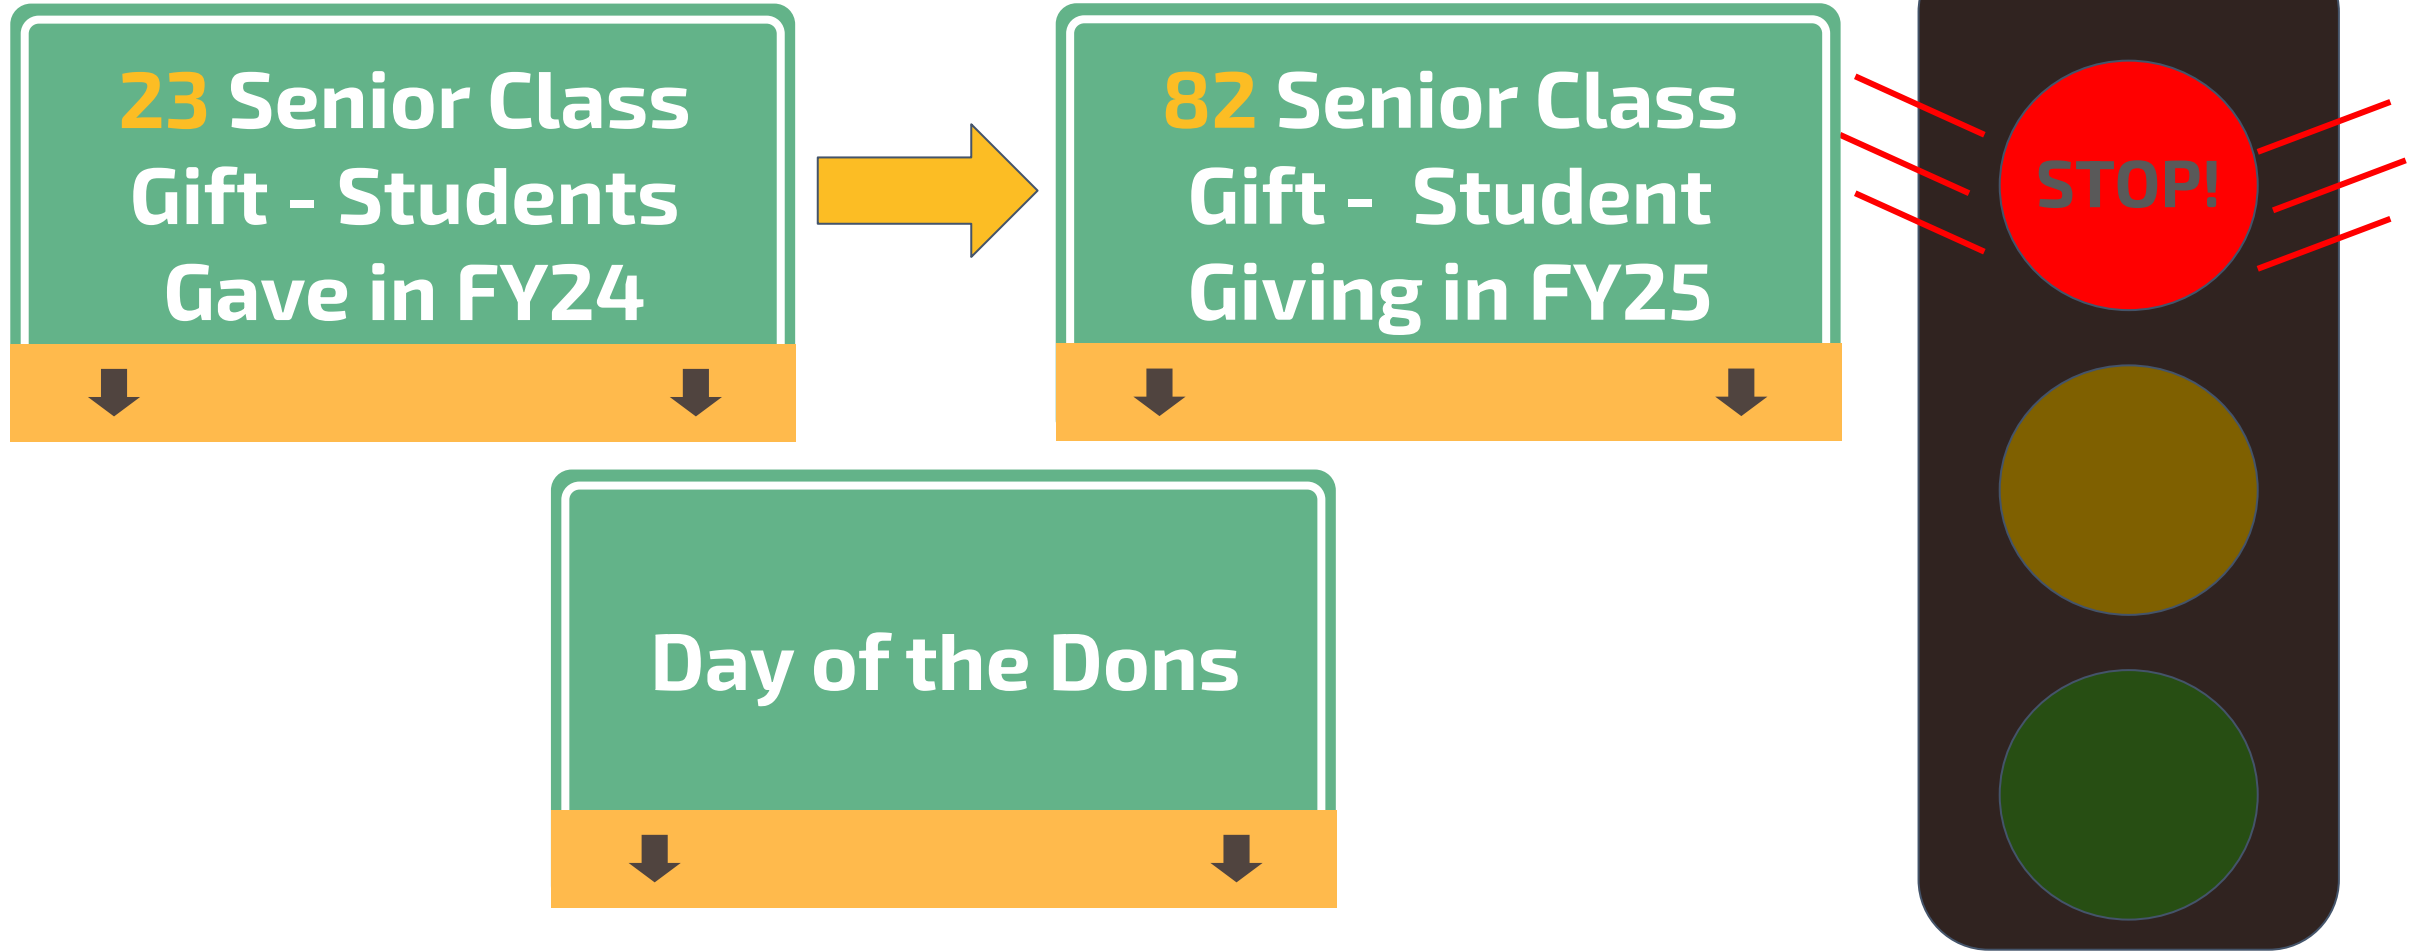 23 Senior Class
Gift - Students
Gave in FY24
82 Senior Class
Gift - Student
Giving in FY25
STOP!
Day of the Dons